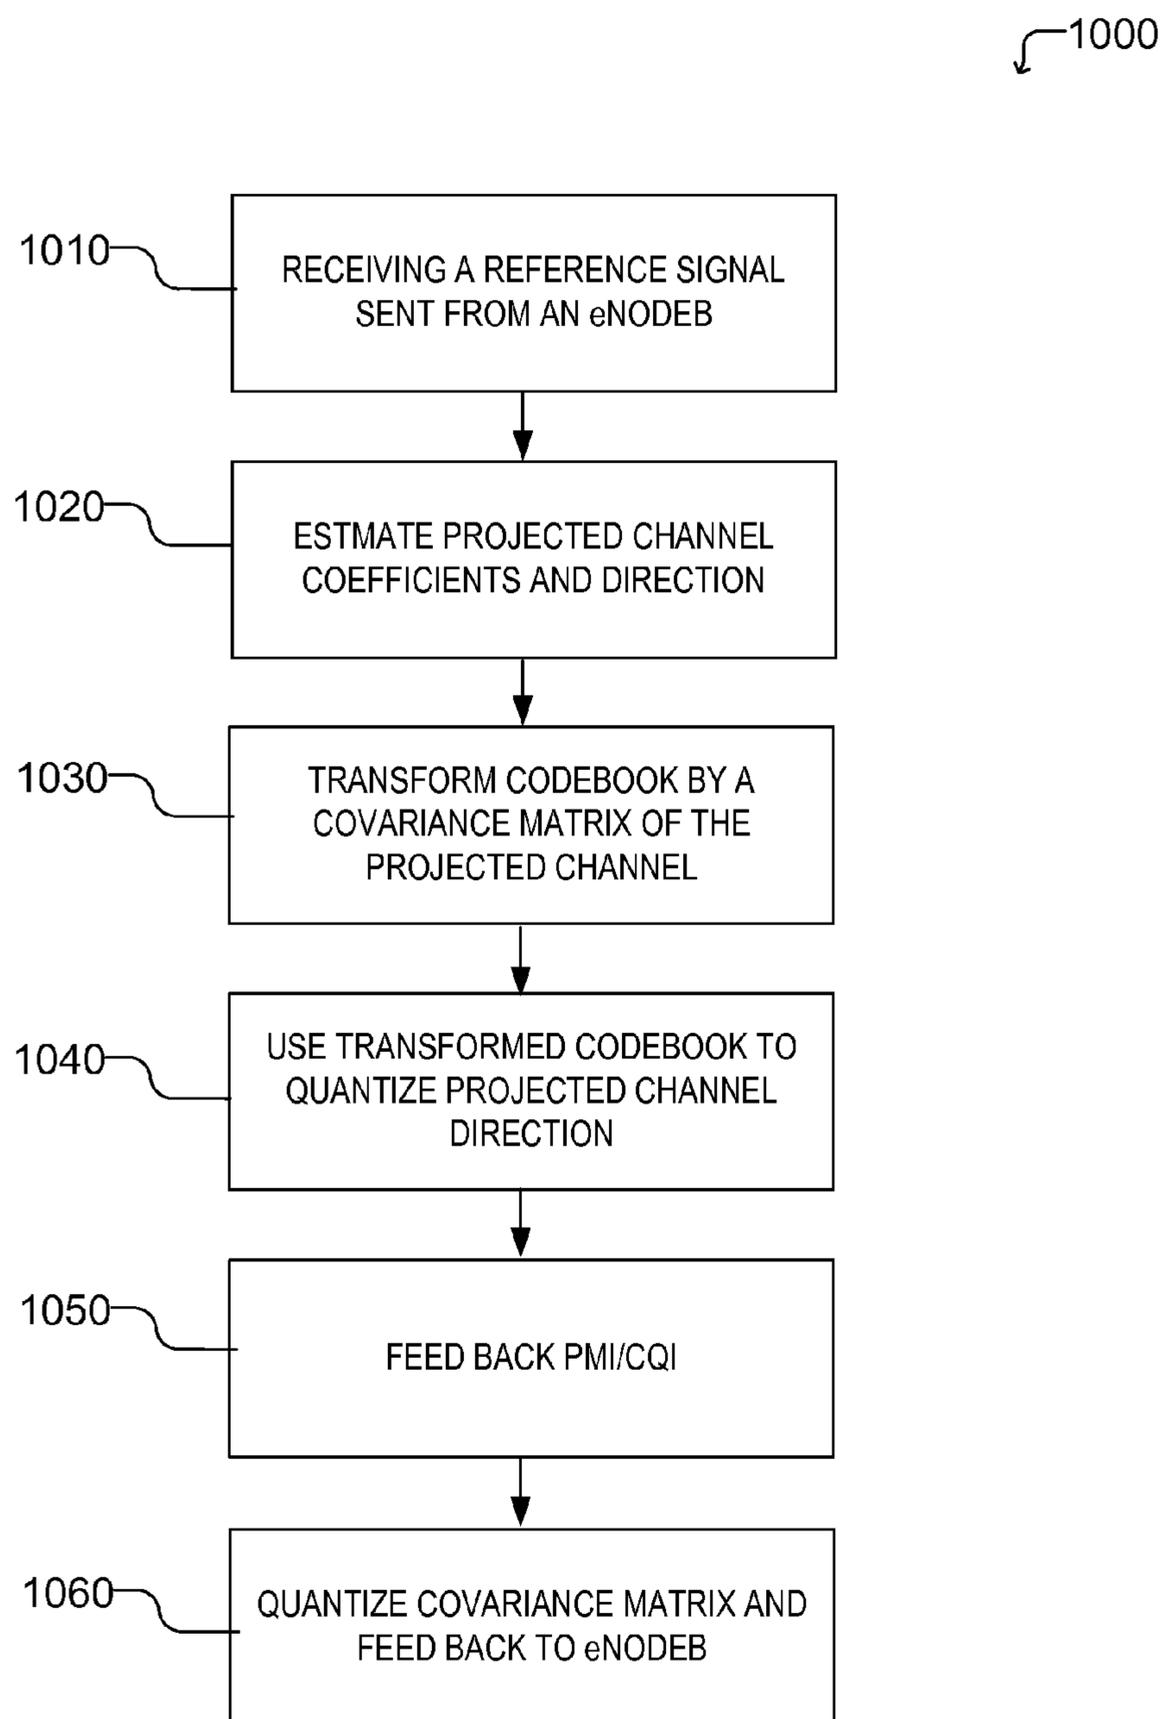 1000
1010
RECEIVING A REFERENCE SIGNAL
SENT FROM AN eNODEB
1020
ESTMATE PROJECTED CHANNEL
COEFFICIENTS AND DIRECTION
1030
TRANSFORM CODEBOOK BY A
COVARIANCE MATRIX OF THE
PROJECTED CHANNEL
1040
USE TRANSFORMED CODEBOOK TO
QUANTIZE PROJECTED CHANNEL
DIRECTION
1050
FEED BACK PMI/CQI
1060
QUANTIZE COVARIANCE MATRIX AND
FEED BACK TO eNODEB